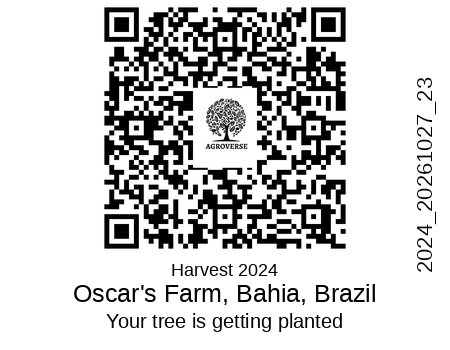 AGROVERSE
Harvest 2024
Oscar's Farm, Bahia, Brazil
Your tree is getting planted
2024_20261027_23